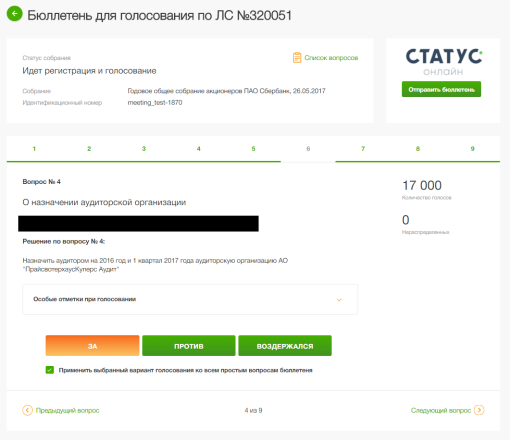 Бюллетень для голосования по ЛС №320051
Статус собрания
Идет регистрация и голосование
Список вопросов
Собрание
Годовое общее собрание акционеров ПАО Сбербанк, 26.05.2017
Идентификационный номер
meeting_test-1870
СТАТУС
ОНЛАЙН
Отправить бюллетень
1 2 3 4 5 6 7 8 9
Вопрос № 4
О назначении аудиторской организации
17 000
Количество голосов
0
Нераспределенных
Решение по вопросу № 4:
Назначить аудитором на 2016 год и 1 квартал 2017 года аудиторскую организацию АО
"ПрайсвотерхаусКуперс Аудит"
Особые отметки при голосовании
ЗА ПРОТИВ ВОЗДЕРЖАЛСЯ
Применить выбранный вариант голосования ко всем простым вопросам бюллетеня
Предыдущий вопрос
4 из 9
Следующий вопрос